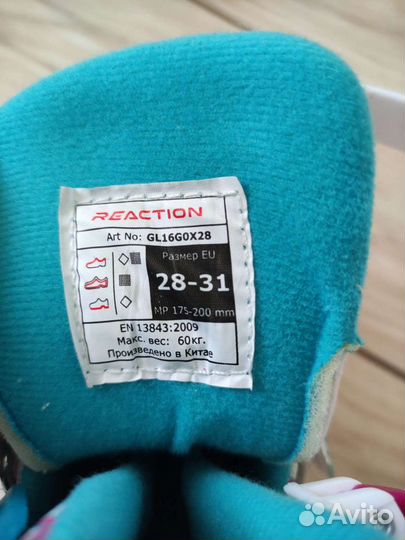 REACTION
Art No: GL16G0X28
Размер EU
28-31
MP 175-200 mm
EN 13843:2009
Макс. вес: 60кг.
Произведено в Китае
Avito